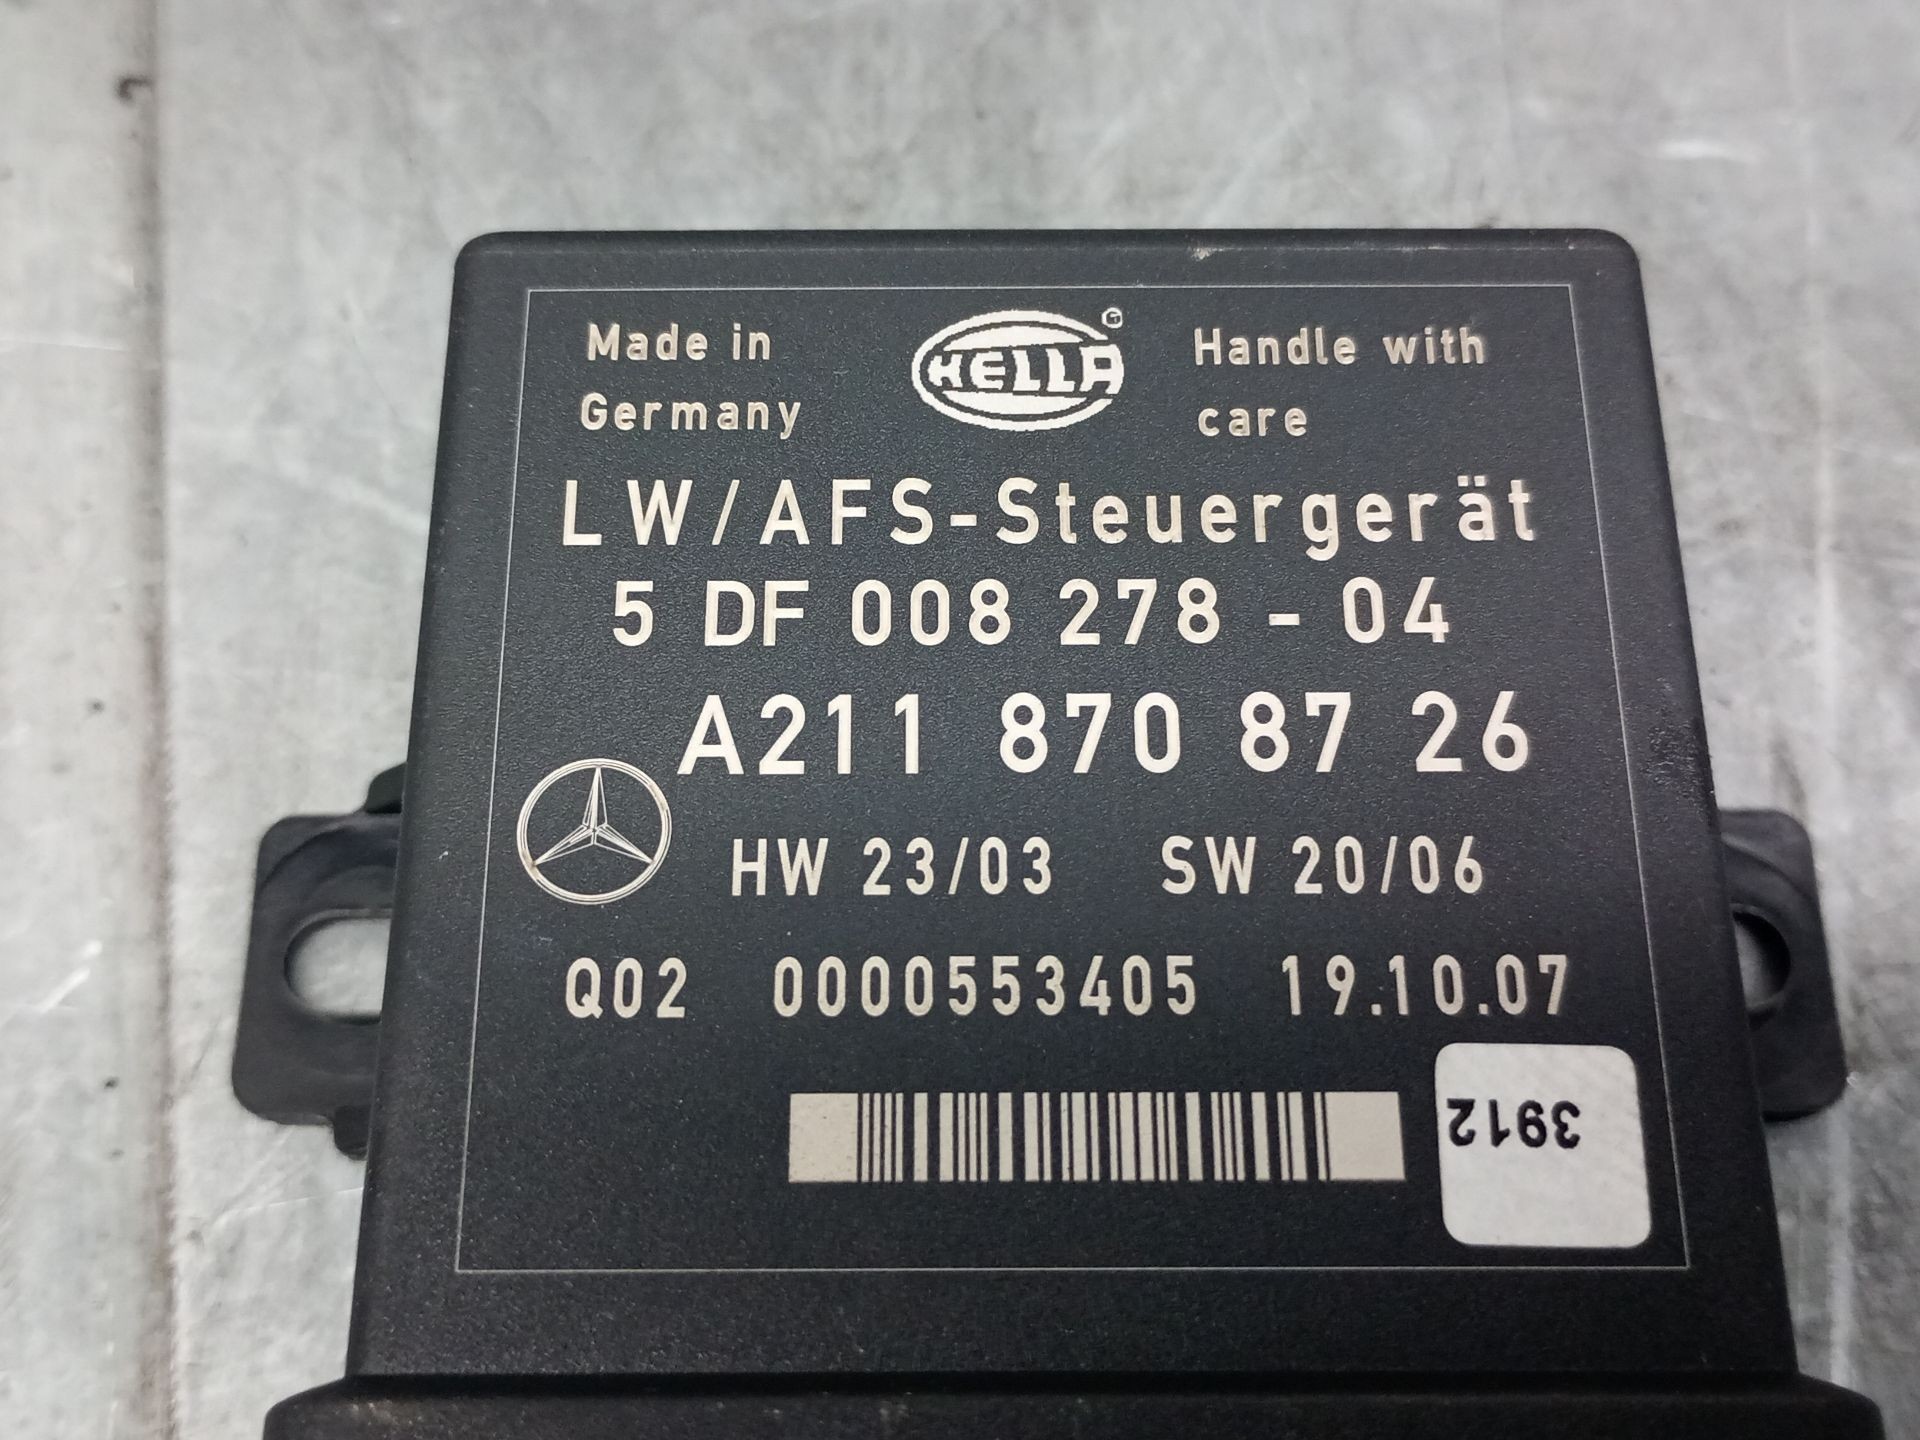 Made in
Germany
HELLA
Handle with
care
LW/AFS-Steuergerät
5 DF 008 278 - 04
A211 870 87 26
HW 23/03 SW 20/06
Q02 0000553405 19.10.07
3912